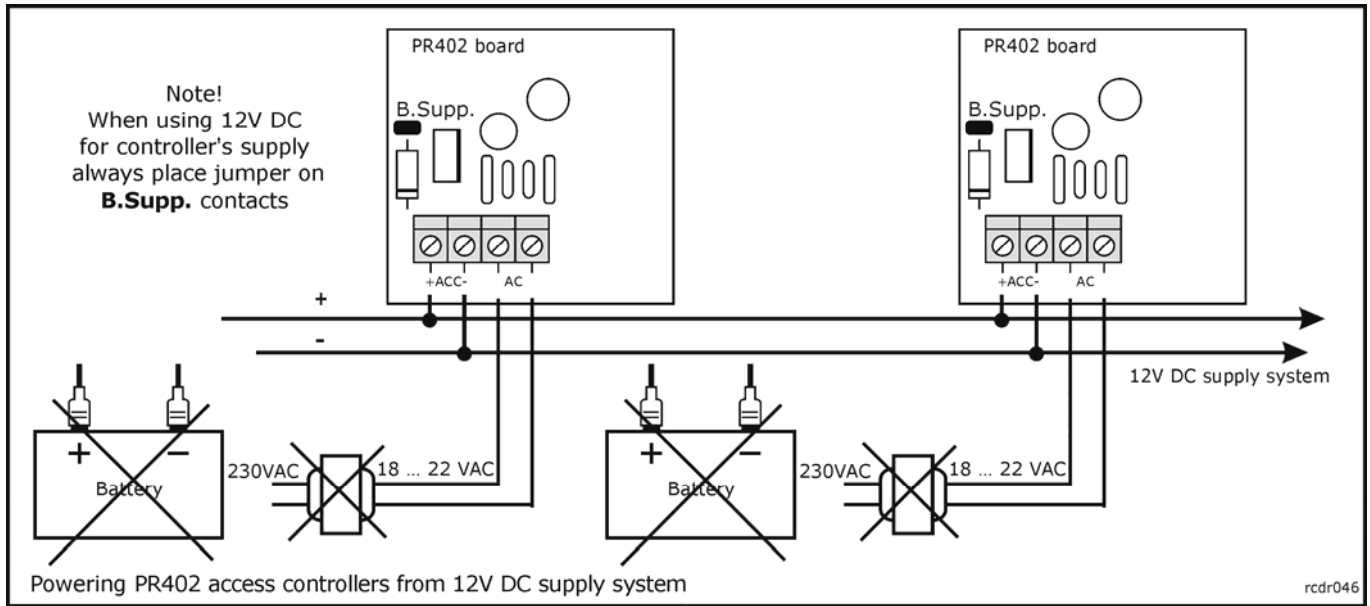 Note!
When using 12V DC
for controller's supply
always place jumper on
B.Supp. contacts
PR402 board
B.Supp.
+ACC-
AC
PR402 board
B.Supp.
+ACC-
AC
+
-
12V DC supply system
+ −
Battery
230VAC
18 ... 22 VAC
+ −
Battery
230VAC
18 ... 22 VAC
Powering PR402 access controllers from 12V DC supply system
rcdr046